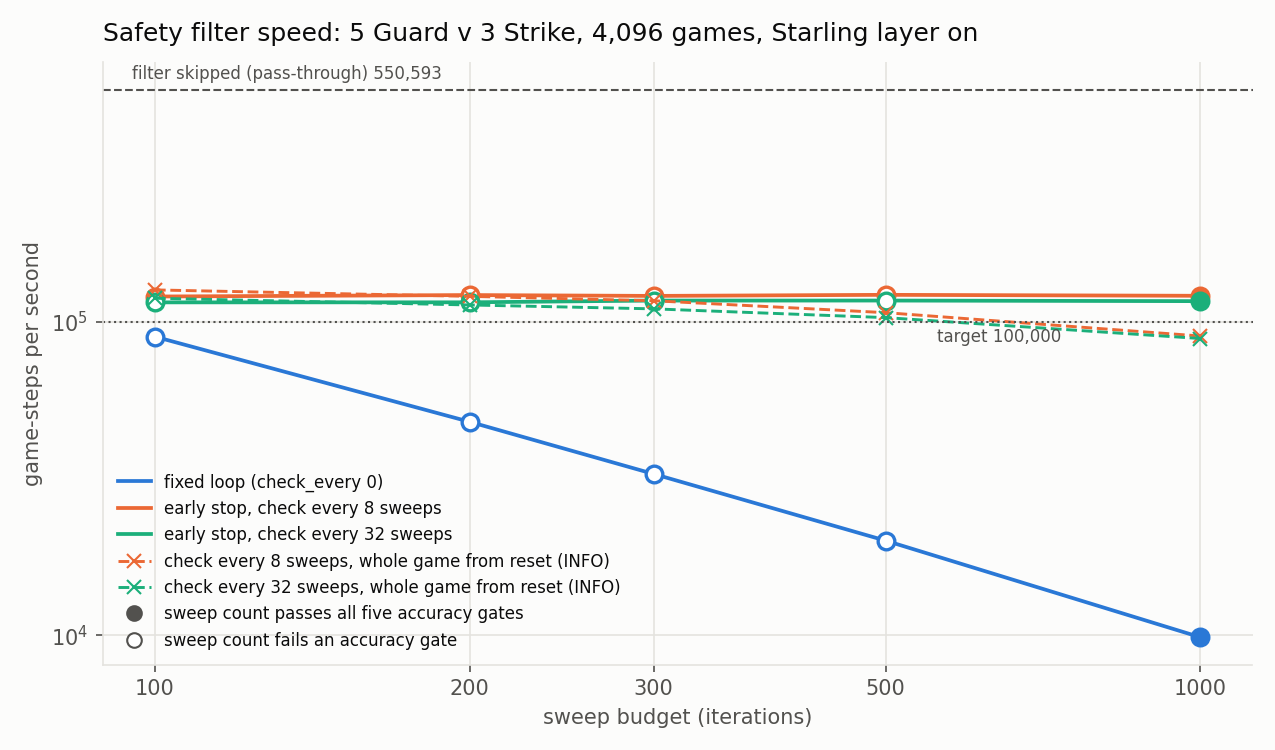 Safety filter speed: 5 Guard v 3 Strike, 4,096 games, Starling layer on
filter skipped (pass-through) 550,593
10⁵
target 100,000
game-steps per second
fixed loop (check_every 0)
early stop, check every 8 sweeps
early stop, check every 32 sweeps
check every 8 sweeps, whole game from reset (INFO)
check every 32 sweeps, whole game from reset (INFO)
sweep count passes all five accuracy gates
sweep count fails an accuracy gate
10⁴
100 200 300 500 1000
sweep budget (iterations)